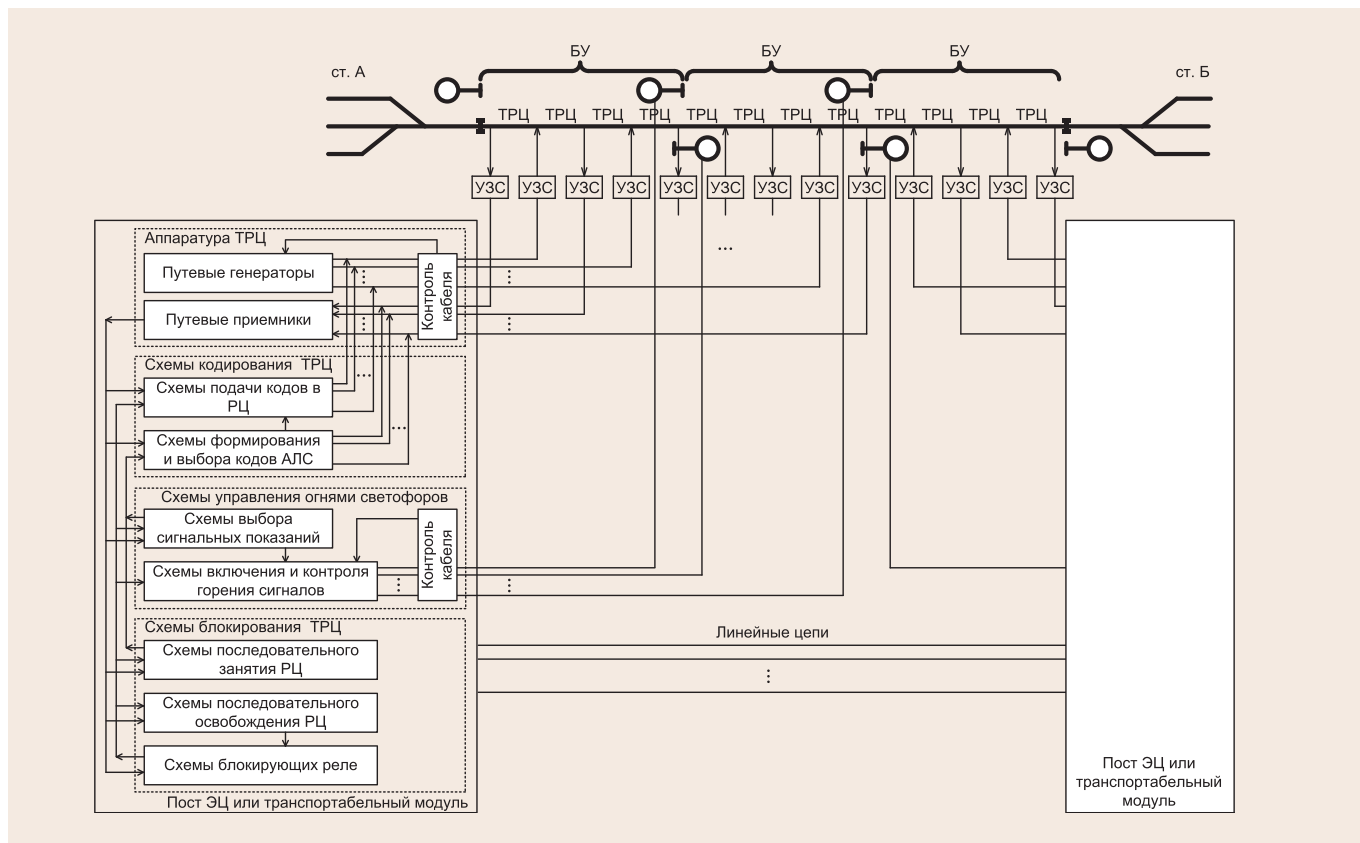 БУ БУ БУ
ст. А ст. Б
ТРЦ ТРЦ ТРЦ ТРЦ ТРЦ ТРЦ ТРЦ ТРЦ ТРЦ ТРЦ ТРЦ ТРЦ
УЗС УЗС УЗС УЗС УЗС УЗС УЗС УЗС УЗС УЗС УЗС УЗС УЗС
Аппаратура ТРЦ
Путевые генераторы
Путевые приемники
Контроль
кабеля
Схемы кодирования ТРЦ
Схемы подачи кодов в
РЦ
Схемы формирования
и выбора кодов АЛС
Схемы управления огнями светофоров
Схемы выбора
сигнальных показаний
Схемы включения и контроля
горения сигналов
Контроль
кабеля
Схемы блокирования ТРЦ
Схемы последовательного
занятия РЦ
Схемы последовательного
освобождения РЦ
Схемы блокирующих реле
Пост ЭЦ или транспортабельный модуль
Линейные цепи
Пост ЭЦ или
транспортабельный
модуль